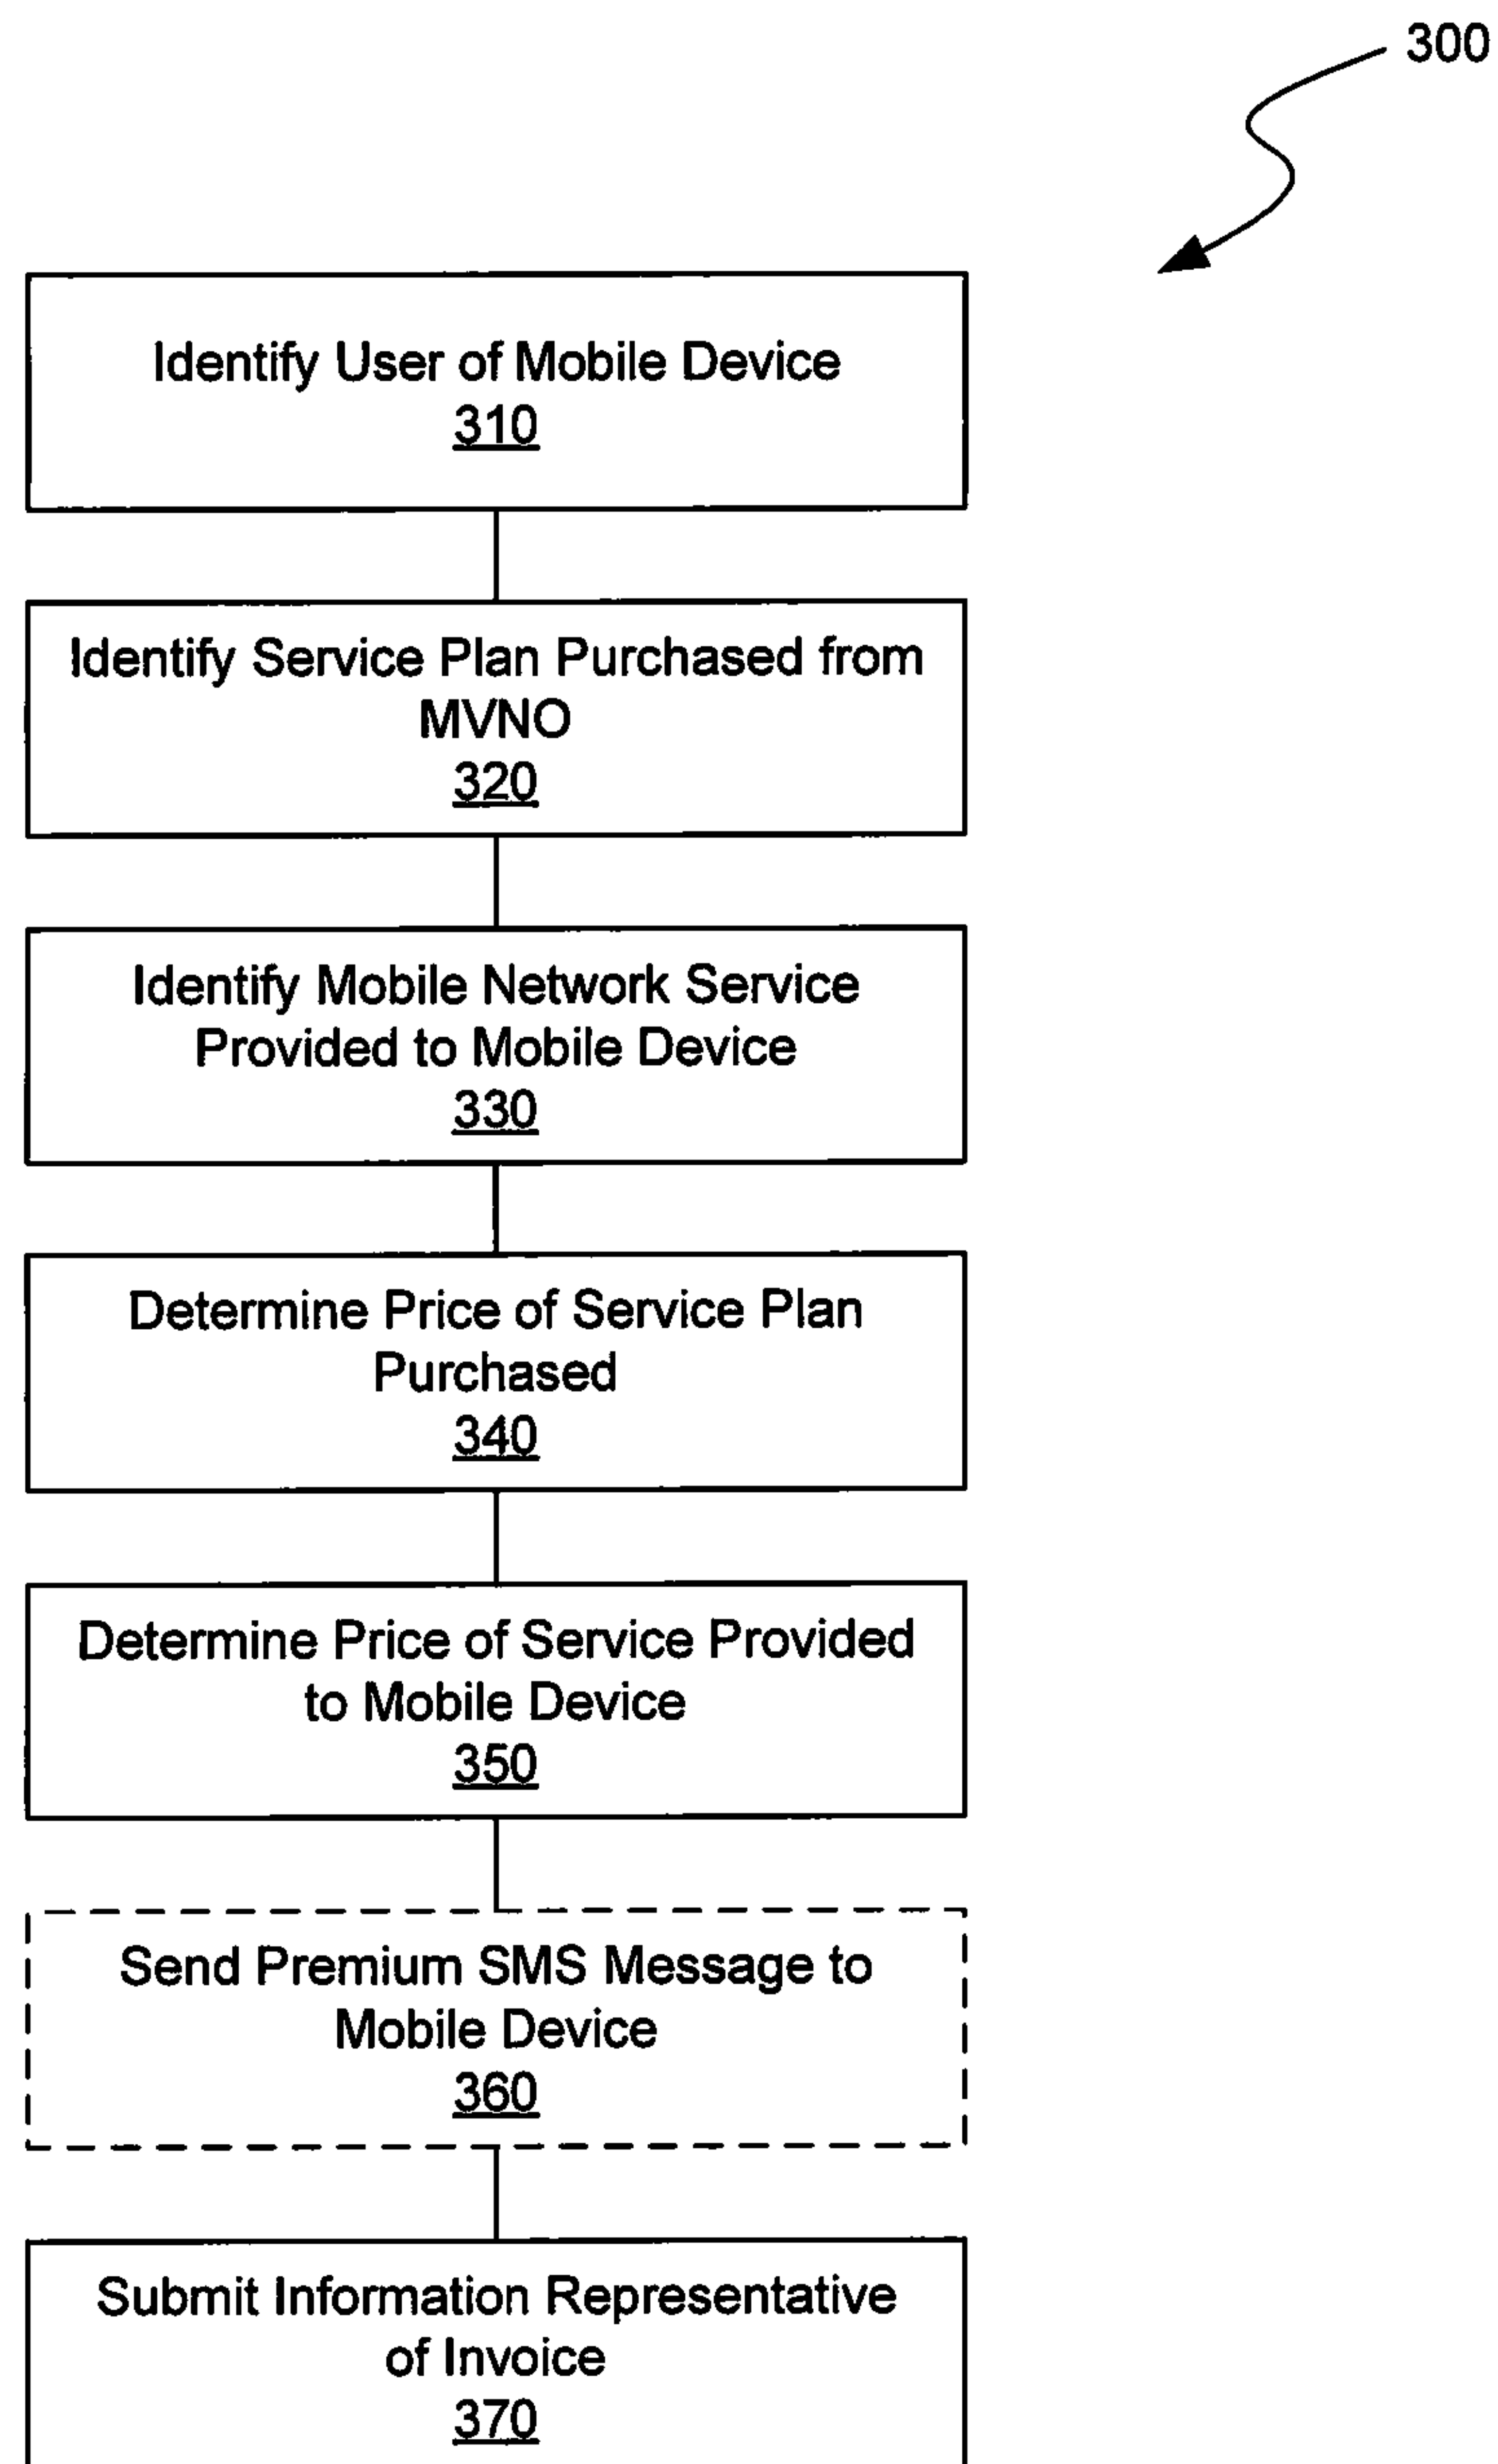 300
Identify User of Mobile Device
310
Identify Service Plan Purchased from
MVNO
320
Identify Mobile Network Service
Provided to Mobile Device
330
Determine Price of Service Plan
Purchased
340
Determine Price of Service Provided
to Mobile Device
350
Send Premium SMS Message to
Mobile Device
360
Submit Information Representative
of Invoice
370